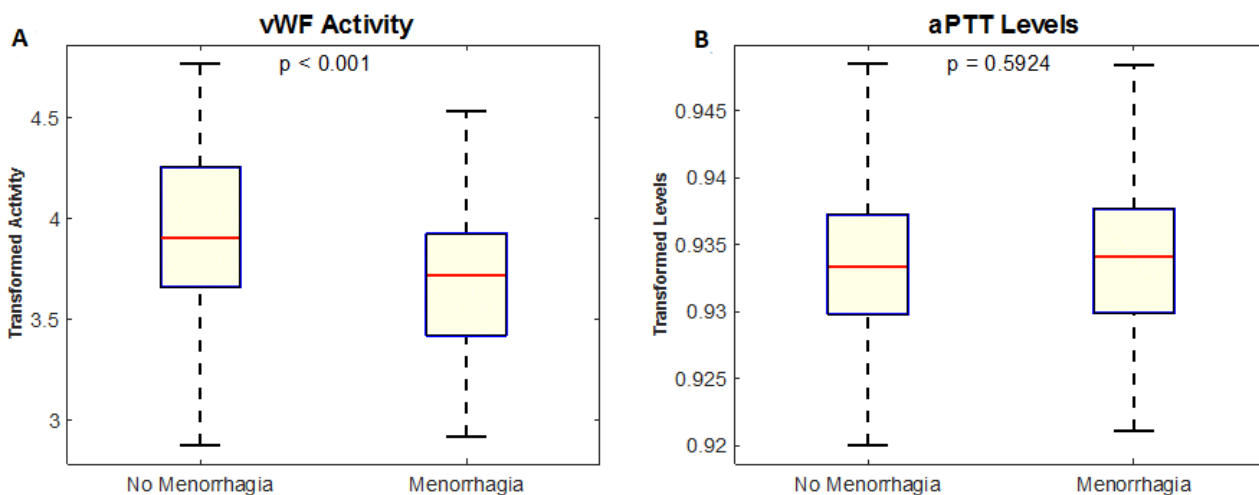 A
vWF Activity
p < 0.001
Transformed Activity
4.5
4
3.5
3
No Menorrhagia
Menorrhagia
B
aPTT Levels
p = 0.5924
Transformed Levels
0.945
0.94
0.935
0.93
0.925
0.92
No Menorrhagia
Menorrhagia